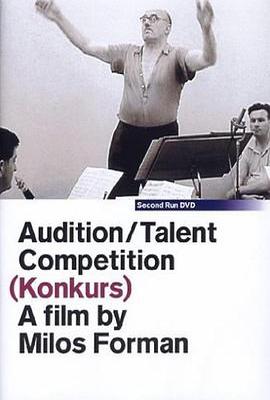 Second Run DVD
Audition/Talent
Competition
(Konkurs)
A film by
Milos Forman